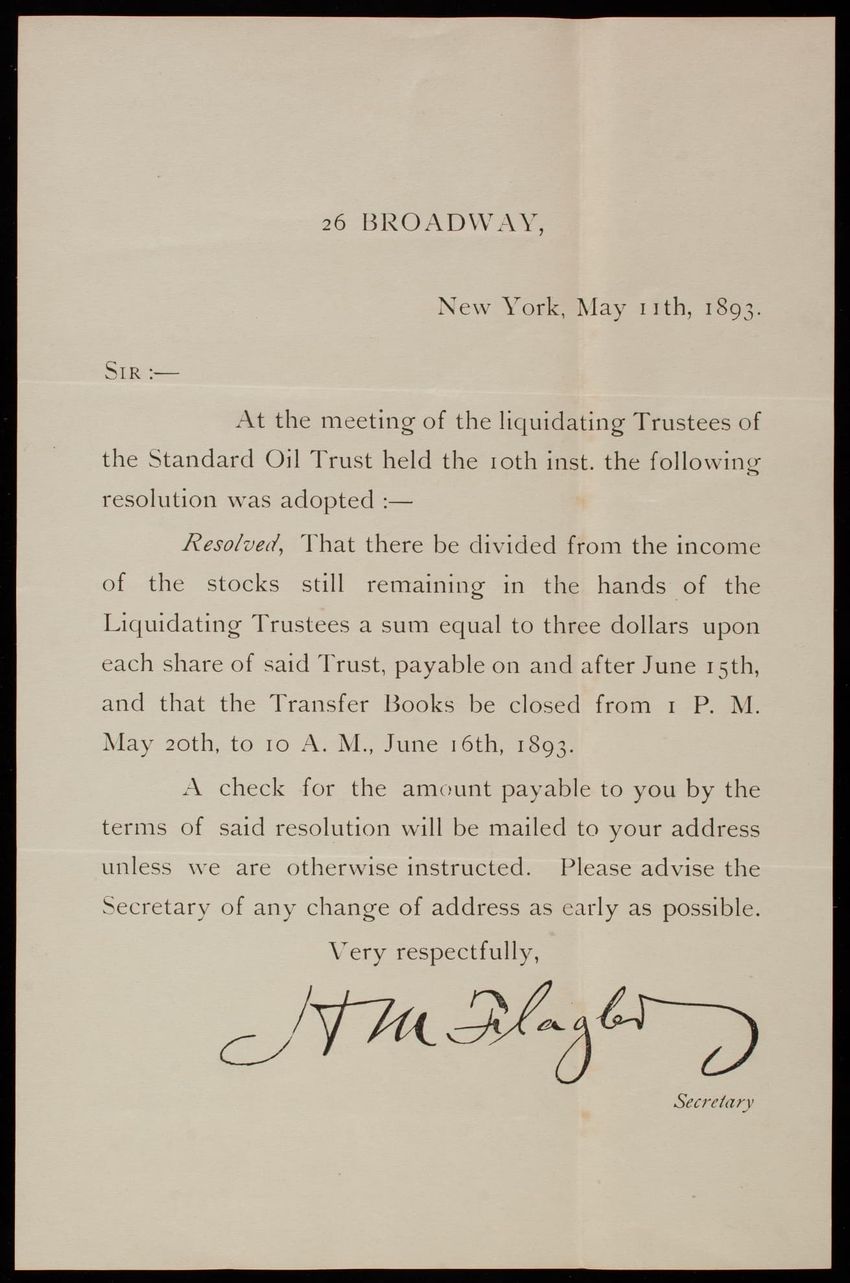 26 BROADWAY,
New York, May 11th, 1893.
SIR :—
At the meeting of the liquidating Trustees of
the Standard Oil Trust held the 10th inst. the following
resolution was adopted :—
Resolved, That there be divided from the income
of the stocks still remaining in the hands of the
Liquidating Trustees a sum equal to three dollars upon
each share of said Trust, payable on and after June 15th,
and that the Transfer Books be closed from 1 P. M.
May 20th, to 10 A. M., June 16th, 1893.
A check for the amount payable to you by the
terms of said resolution will be mailed to your address
unless we are otherwise instructed. Please advise the
Secretary of any change of address as early as possible.
Very respectfully,
H M Flagler
Secretary